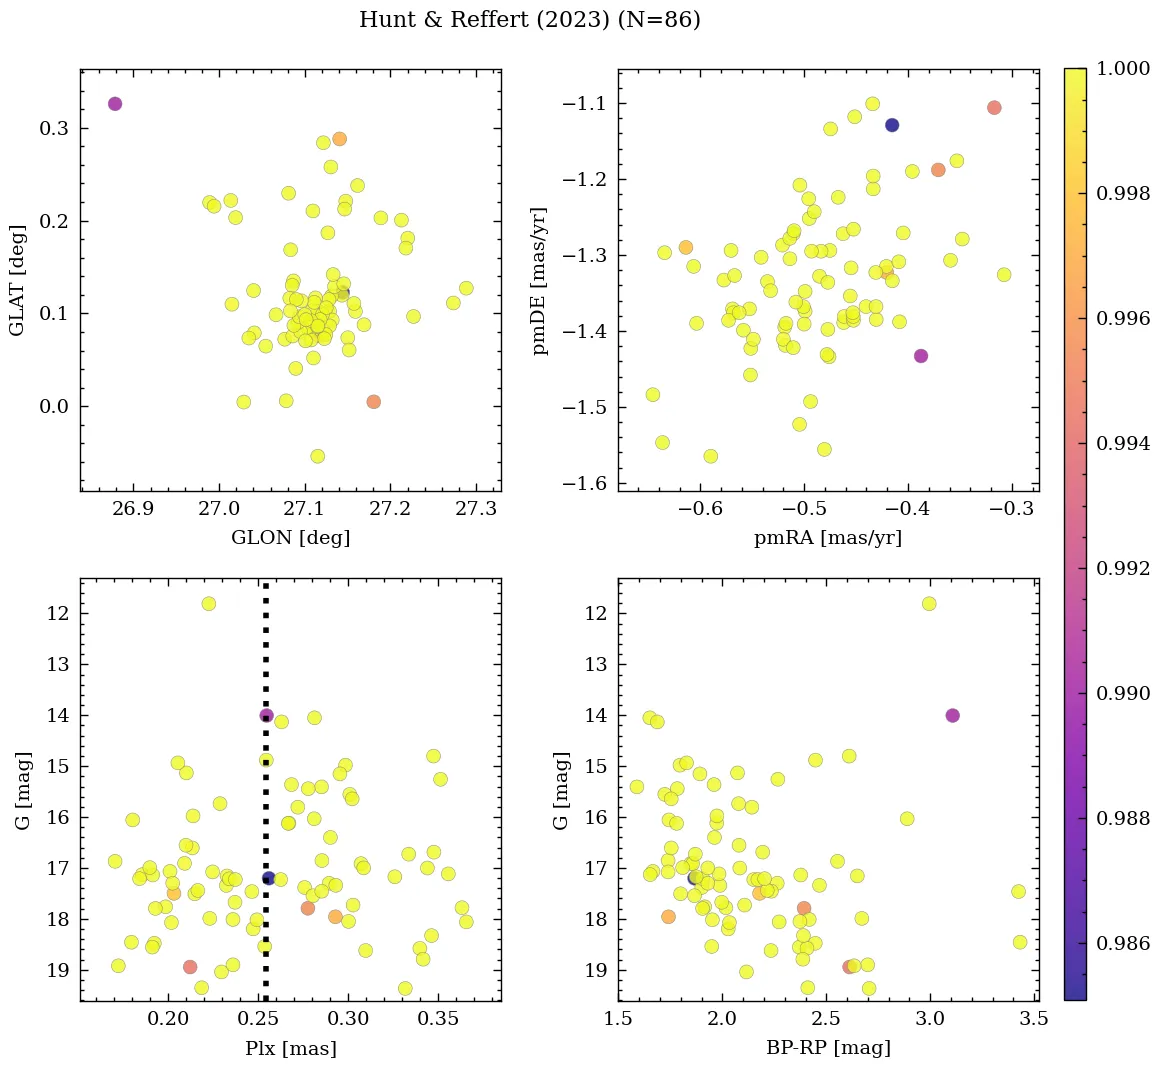 Hunt & Reffert (2023) (N=86)
0.3
0.2
0.1
0.0
GLAT [deg]
26.9 27.0 27.1 27.2 27.3
GLON [deg]
−1.1
−1.2
−1.3
−1.4
−1.5
−1.6
pmDE [mas/yr]
−0.6 −0.5 −0.4 −0.3
pmRA [mas/yr]
12
13
14
15
16
17
18
19
G [mag]
0.20 0.25 0.30 0.35
Plx [mas]
12
13
14
15
16
17
18
19
G [mag]
1.5 2.0 2.5 3.0 3.5
BP-RP [mag]
1.000
0.998
0.996
0.994
0.992
0.990
0.988
0.986